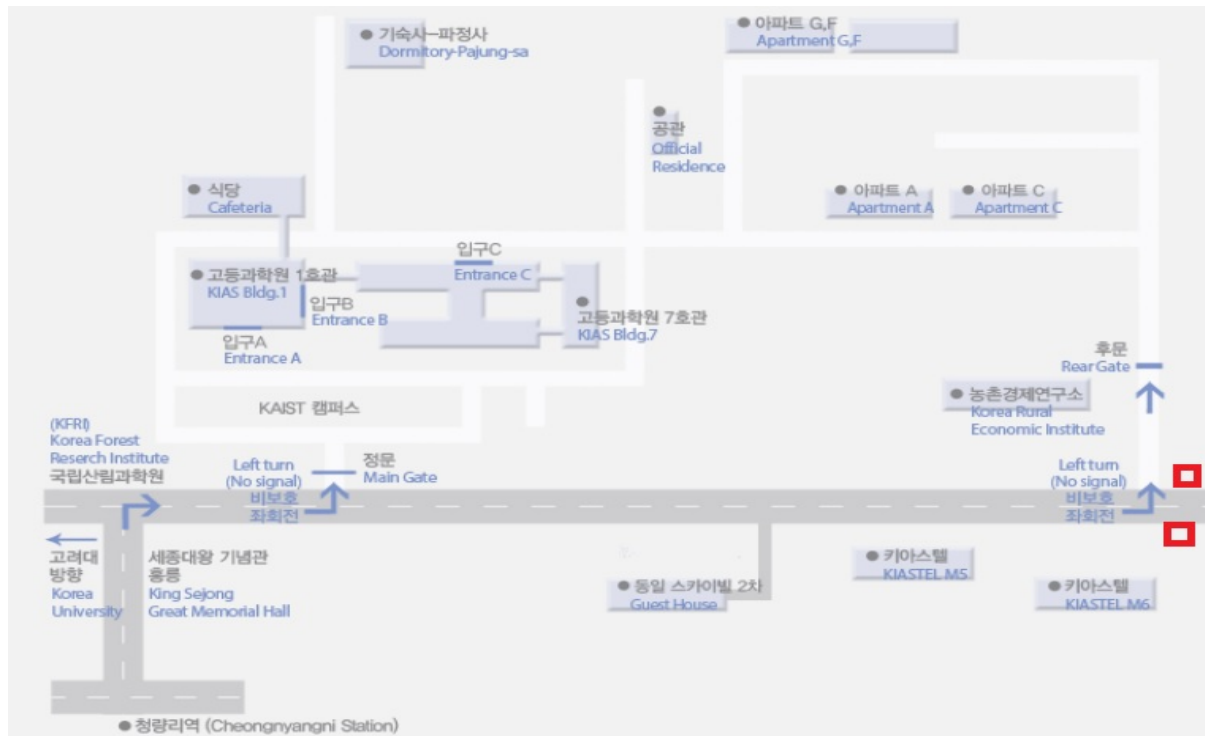 기숙사-파정사
Dormitory-Pajung-sa
아파트 G,F
Apartment G,F
공관
Official
Residence
식당
Cafeteria
아파트 A
Apartment A
아파트 C
Apartment C
입구C
Entrance C
고등과학원 1호관
KIAS Bldg.1
입구B
Entrance B
고등과학원 7호관
KIAS Bldg.7
입구A
Entrance A
후문
Rear Gate
KAIST 캠퍼스
농촌경제연구소
Korea Rural
Economic Institute
(KFRI)
Korea Forest
Reserch Institute
국립산림과학원
Left turn
(No signal)
비보호
좌회전
정문
Main Gate
Left turn
(No signal)
비보호
좌회전
고려대
방향
Korea
University
세종대왕 기념관
홍릉
King Sejong
Great Memorial Hall
동일 스카이빌 2차
Guest House
키아스텔
KIASTEL M5
키아스텔
KIASTEL M6
청량리역 (Cheongnyangni Station)